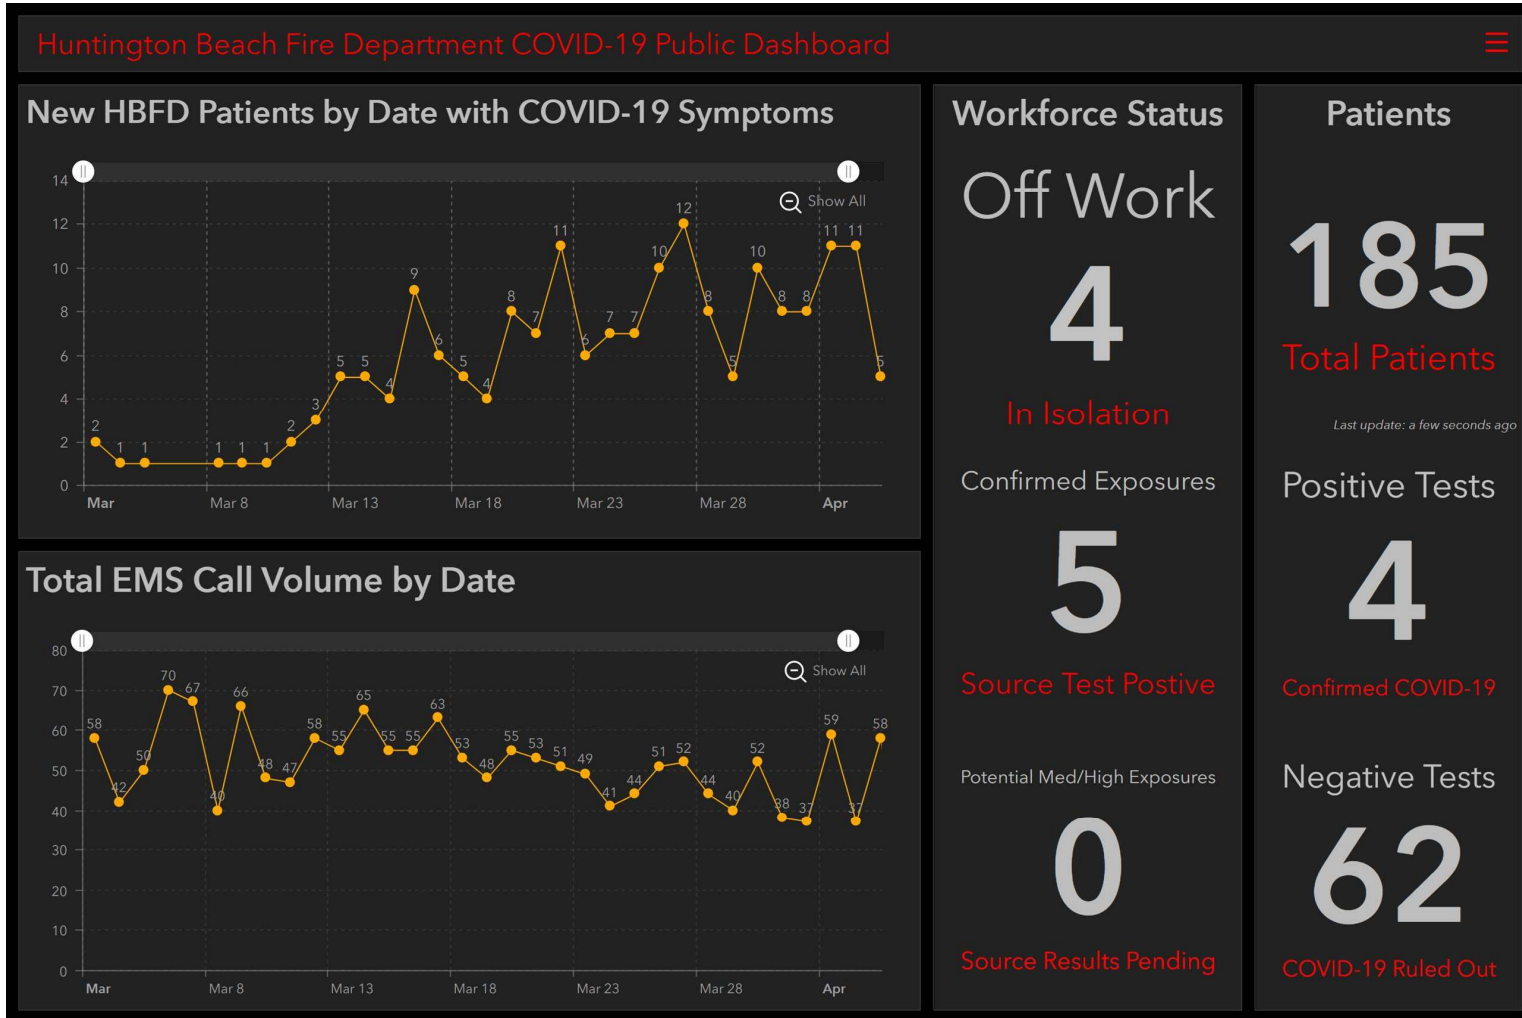 Huntington Beach Fire Department COVID-19 Public Dashboard
New HBFD Patients by Date with COVID-19 Symptoms
Show All
14
12
10
8
6
4
2
0
2 1 1 1 1 1 2 3 5 5 4 9 6 5 4 8 7 11 6 7 7 10 12 8 5 10 8 8 11 11 5
Mar Mar 8 Mar 13 Mar 18 Mar 23 Mar 28 Apr
Total EMS Call Volume by Date
Show All
80
70
60
50
40
30
20
10
0
58 42 50 70 67 40 66 48 47 58 55 65 55 55 63 53 48 55 53 51 49 41 44 51 52 44 40 52 38 37 59 37 58
Mar Mar 8 Mar 13 Mar 18 Mar 23 Mar 28 Apr
Workforce Status
Off Work
4
In Isolation
Confirmed Exposures
5
Source Test Postive
Potential Med/High Exposures
0
Source Results Pending
Patients
185
Total Patients
Last update: a few seconds ago
Positive Tests
4
Confirmed COVID-19
Negative Tests
62
COVID-19 Ruled Out